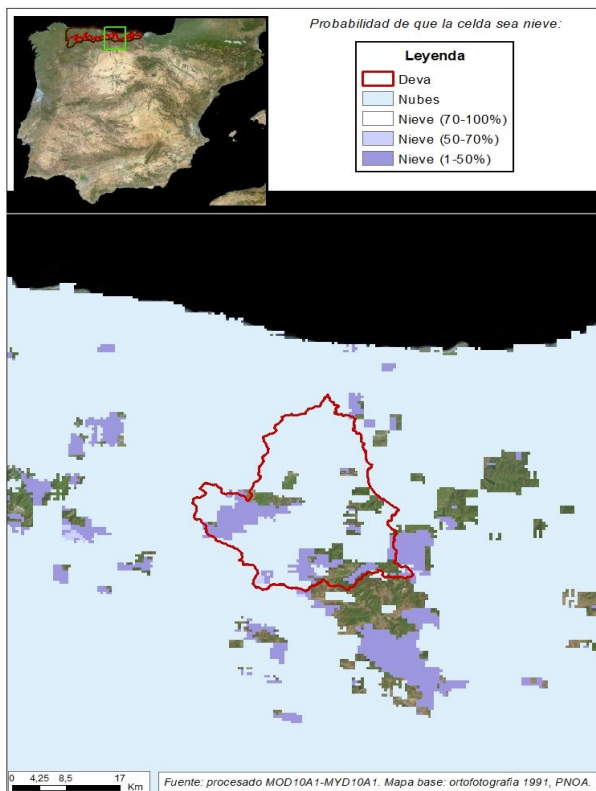 Probabilidad de que la celda sea nieve:
Leyenda
Deva
Nubes
Nieve (70-100%)
Nieve (50-70%)
Nieve (1-50%)
0 4,25 8,5 17
Km
Fuente: procesado MOD10A1-MYD10A1. Mapa base: ortofotografia 1991, PNOA.